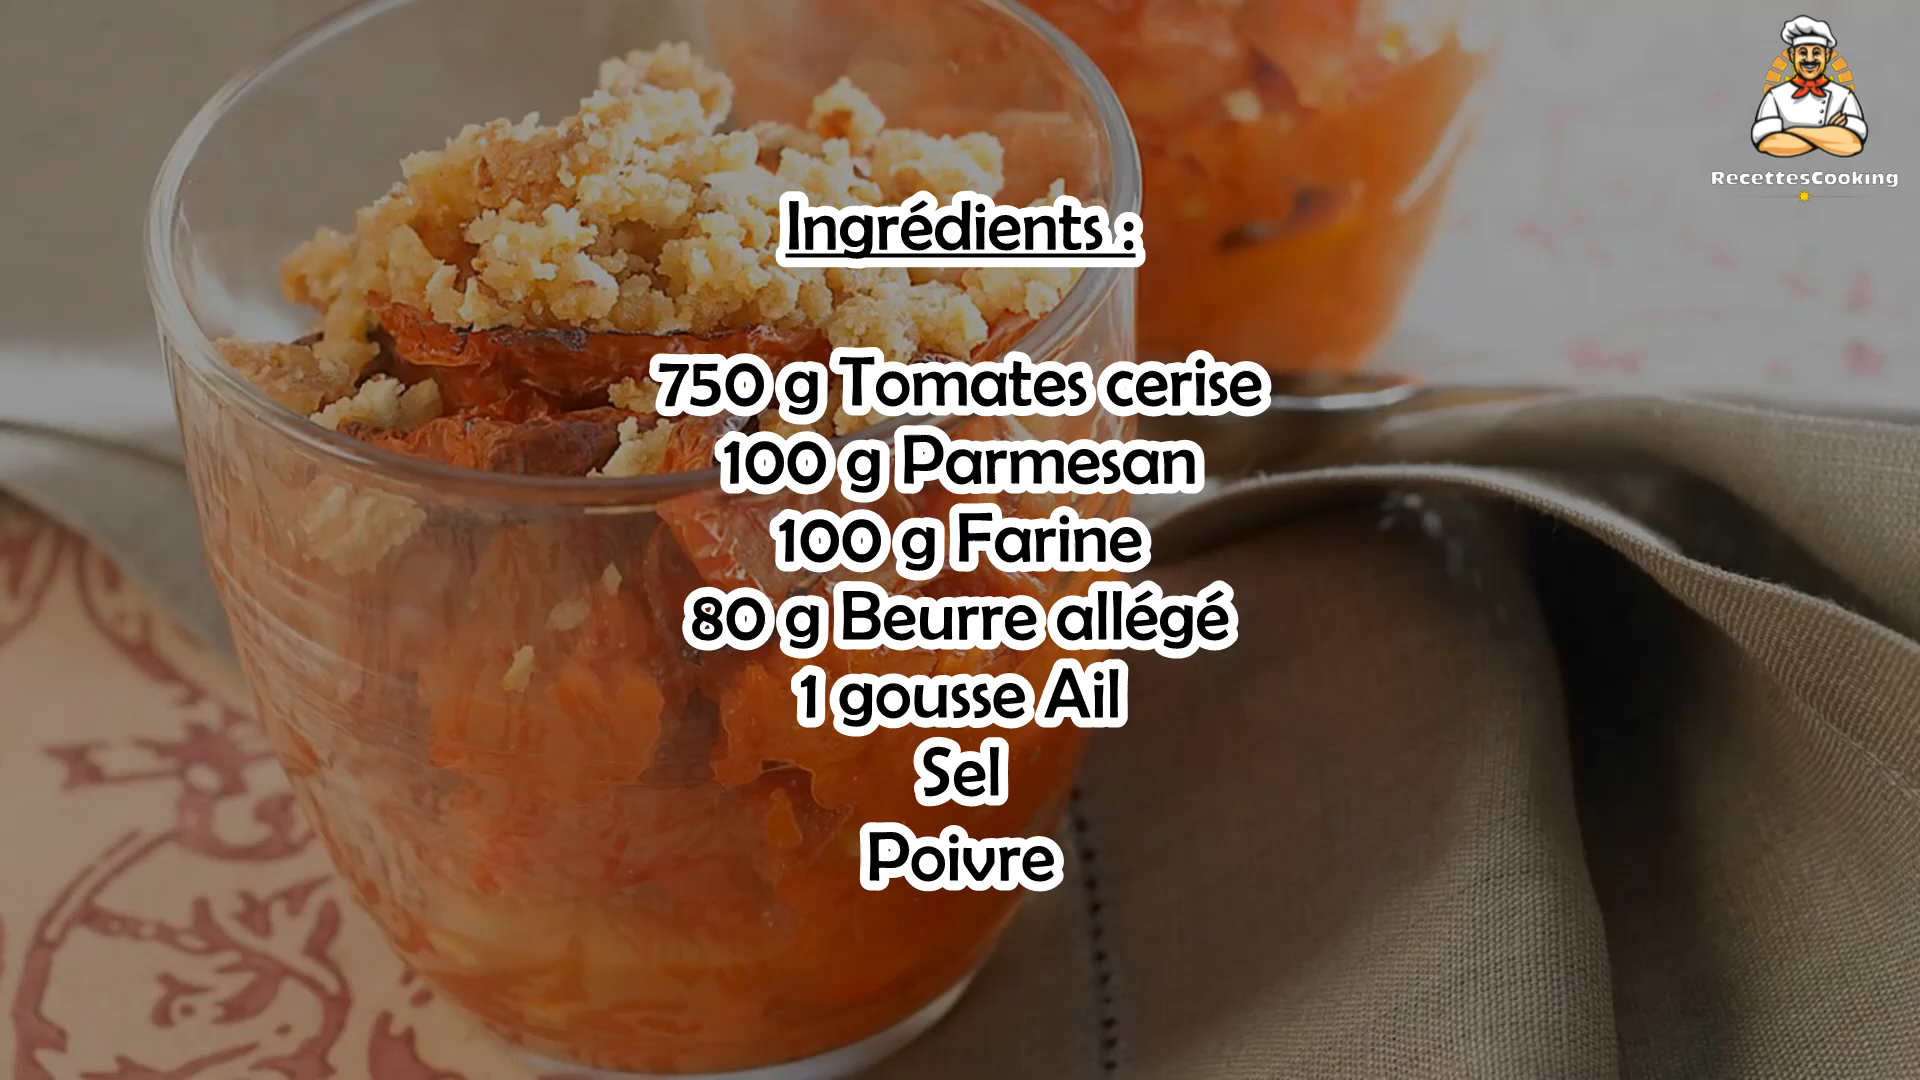 RecettesCooking
Ingrédients :
750 g Tomates cerise
100 g Parmesan
100 g Farine
80 g Beurre allégé
1 gousse Ail
Sel
Poivre